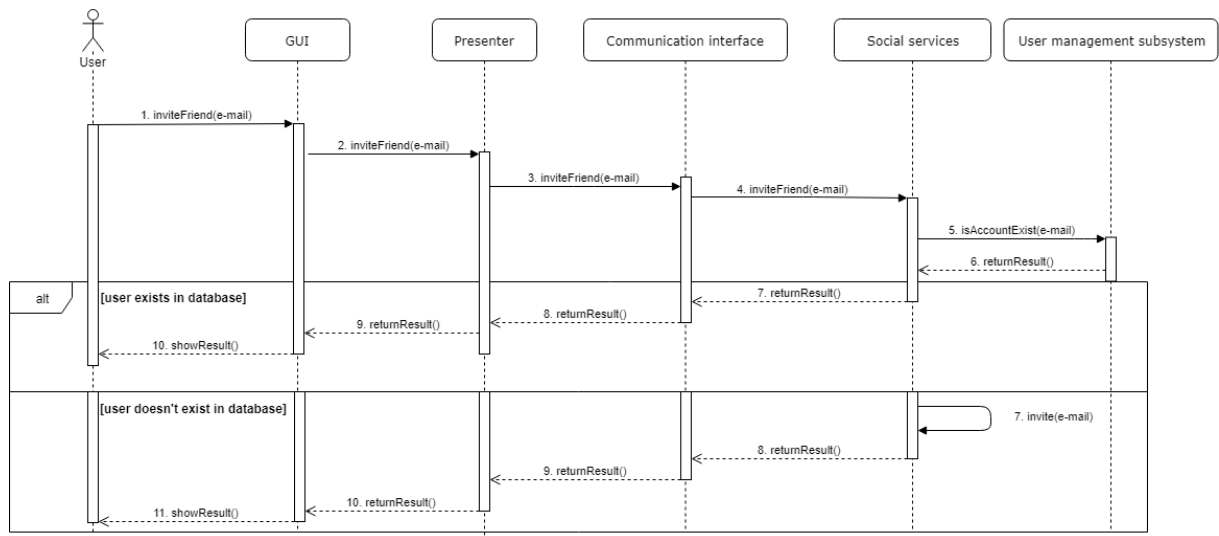 User
GUI
Presenter
Communication interface
Social services
User management subsystem
1. inviteFriend(e-mail)
2. inviteFriend(e-mail)
3. inviteFriend(e-mail)
4. inviteFriend(e-mail)
5. isAccountExist(e-mail)
6. returnResult()
alt
[user exists in database]
7. returnResult()
8. returnResult()
9. returnResult()
10. showResult()
[user doesn't exist in database]
7. invite(e-mail)
8. returnResult()
9. returnResult()
10. returnResult()
11. showResult()